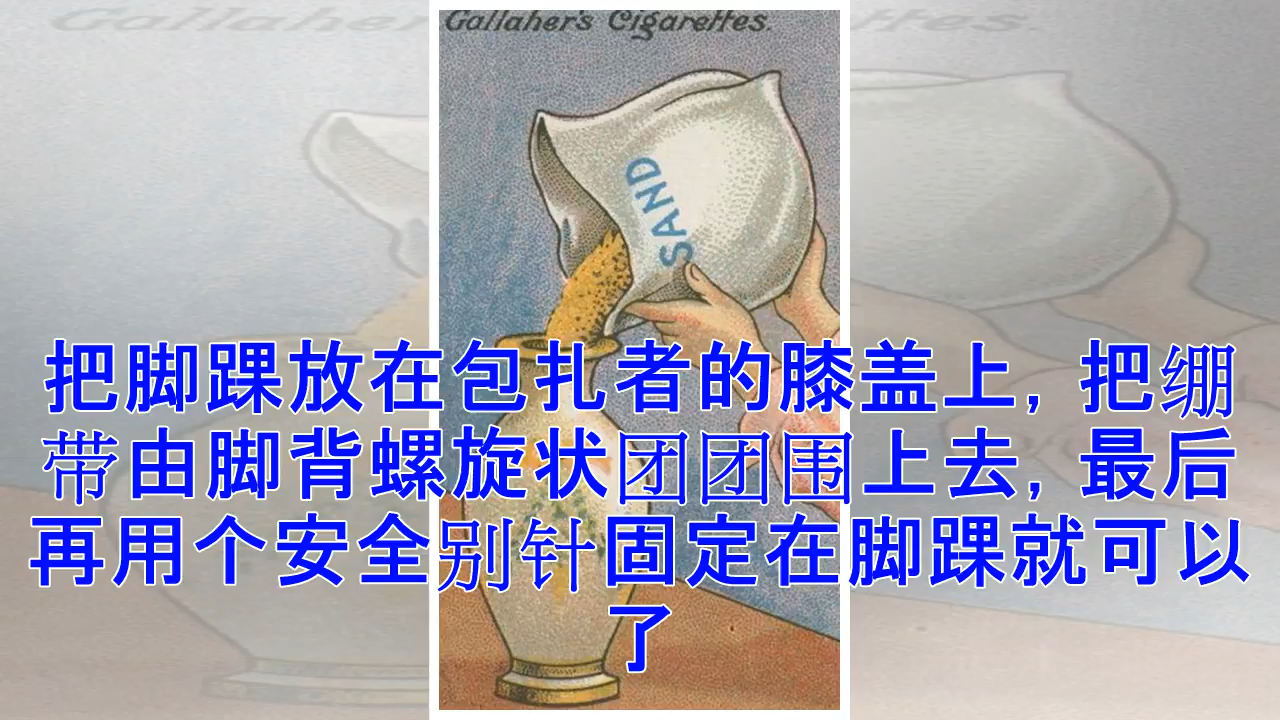 Gallaher's Cigarettes.
SAND
把脚踝放在包扎者的膝盖上, 把绷
带由脚背螺旋状团团围上去, 最后
再用个安全别针固定在脚踝就可以
了